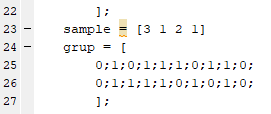 22 ];
23 - sample = [3 1 2 1]
24 - grup = [
25 0;1;0;1;1;1;0;1;1;0;
26 0;1;1;1;1;0;1;0;1;0;
27 ];